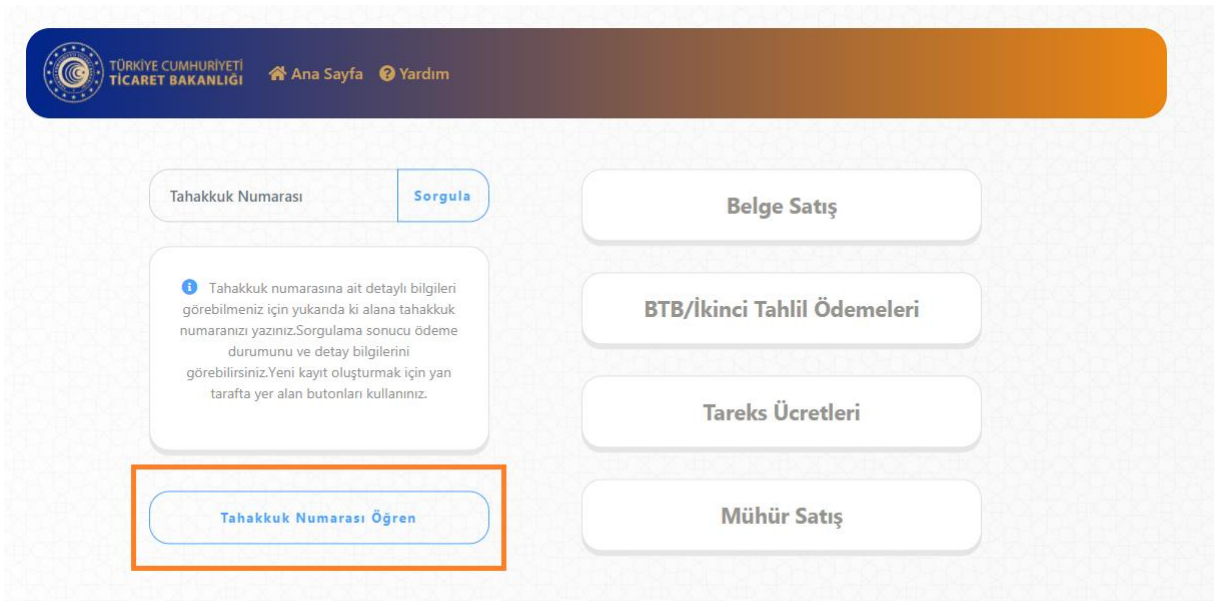 TÜRKİYE CUMHURİYETİ
TİCARET BAKANLIĞI
Ana Sayfa
Yardım
Tahakkuk Numarası
Sorgula
Tahakkuk numarasına ait detaylı bilgileri
görebilmeniz için yukarıda ki alana tahakkuk
numaranızı yazınız.Sorgulama sonucu ödeme
durumunu ve detay bilgilerini
görebilirsiniz.Yeni kayıt oluşturmak için yan
tarafta yer alan butonları kullanınız.
Tahakkuk Numarası Öğren
Belge Satış
BTB/İkinci Tahlil Ödemeleri
Tareks Ücretleri
Mühür Satış